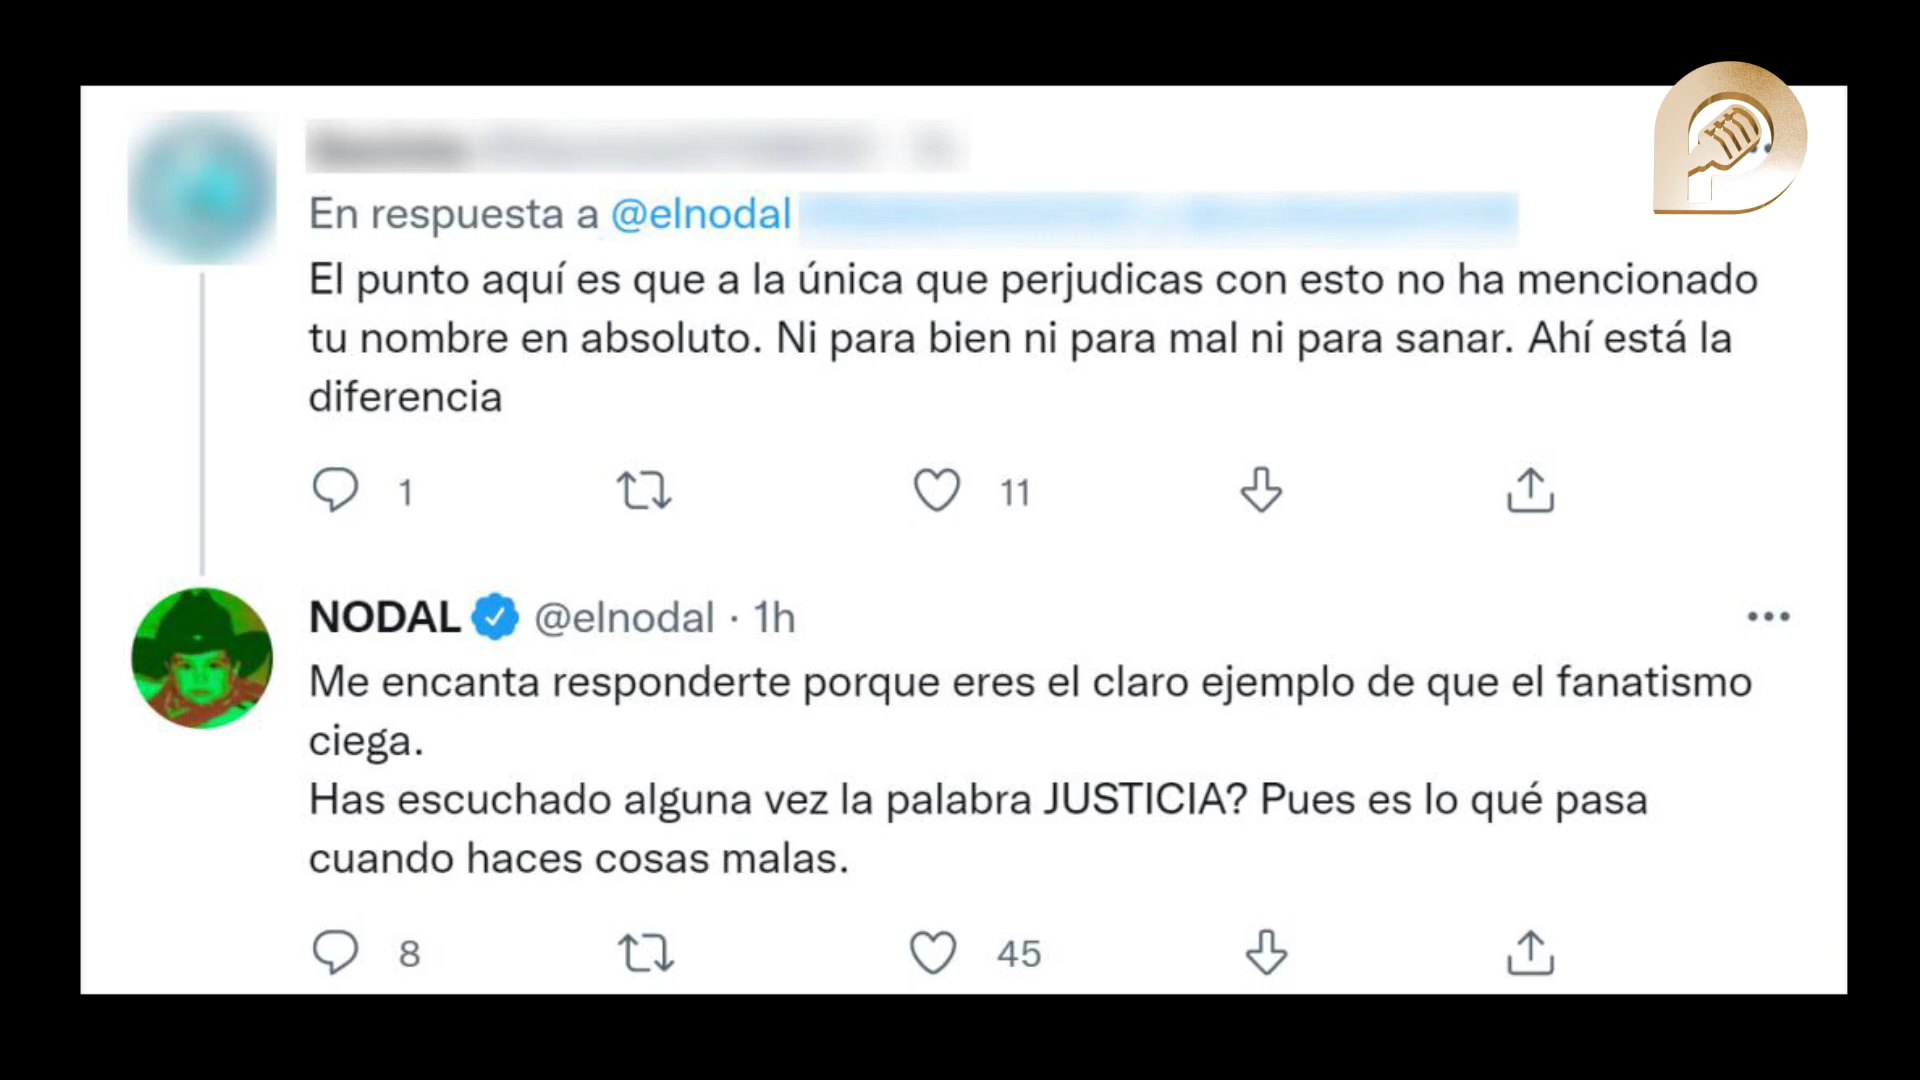 En respuesta a @elnodal
El punto aquí es que a la única que perjudicas con esto no ha mencionado
tu nombre en absoluto. Ni para bien ni para mal ni para sanar. Ahí está la
diferencia
1 11
NODAL @elnodal · 1h
Me encanta responderte porque eres el claro ejemplo de que el fanatismo
ciega.
Has escuchado alguna vez la palabra JUSTICIA? Pues es lo qué pasa
cuando haces cosas malas.
8 45